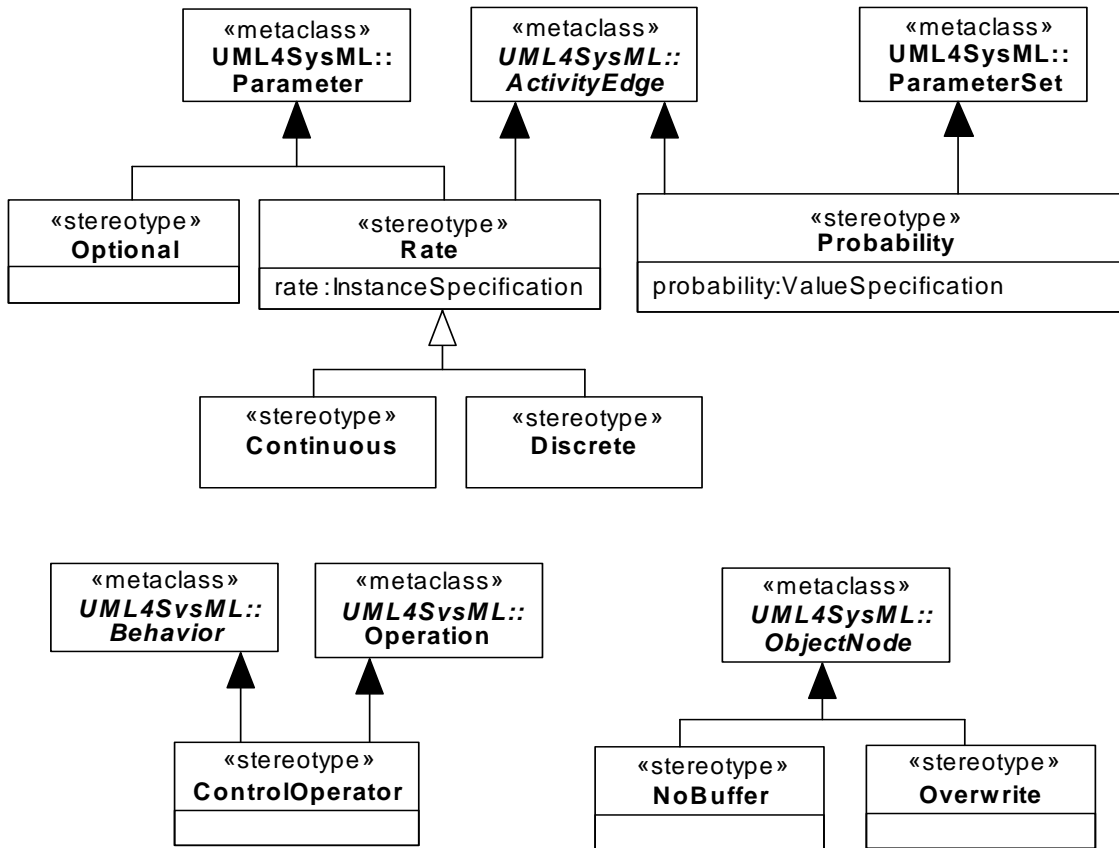 «metaclass»
UML4SysML::
Parameter
«metaclass»
UML4SysML::
ActivityEdge
«metaclass»
UML4SysML::
ParameterSet
«stereotype»
Optional
«stereotype»
Rate
rate :InstanceSpecification
«stereotype»
Probability
probability:ValueSpecification
«stereotype»
Continuous
«stereotype»
Discrete
«metaclass»
UML4SysML::
Behavior
«metaclass»
UML4SysML::
Operation
«metaclass»
UML4SysML::
ObjectNode
«stereotype»
ControlOperator
«stereotype»
NoBuffer
«stereotype»
Overwrite